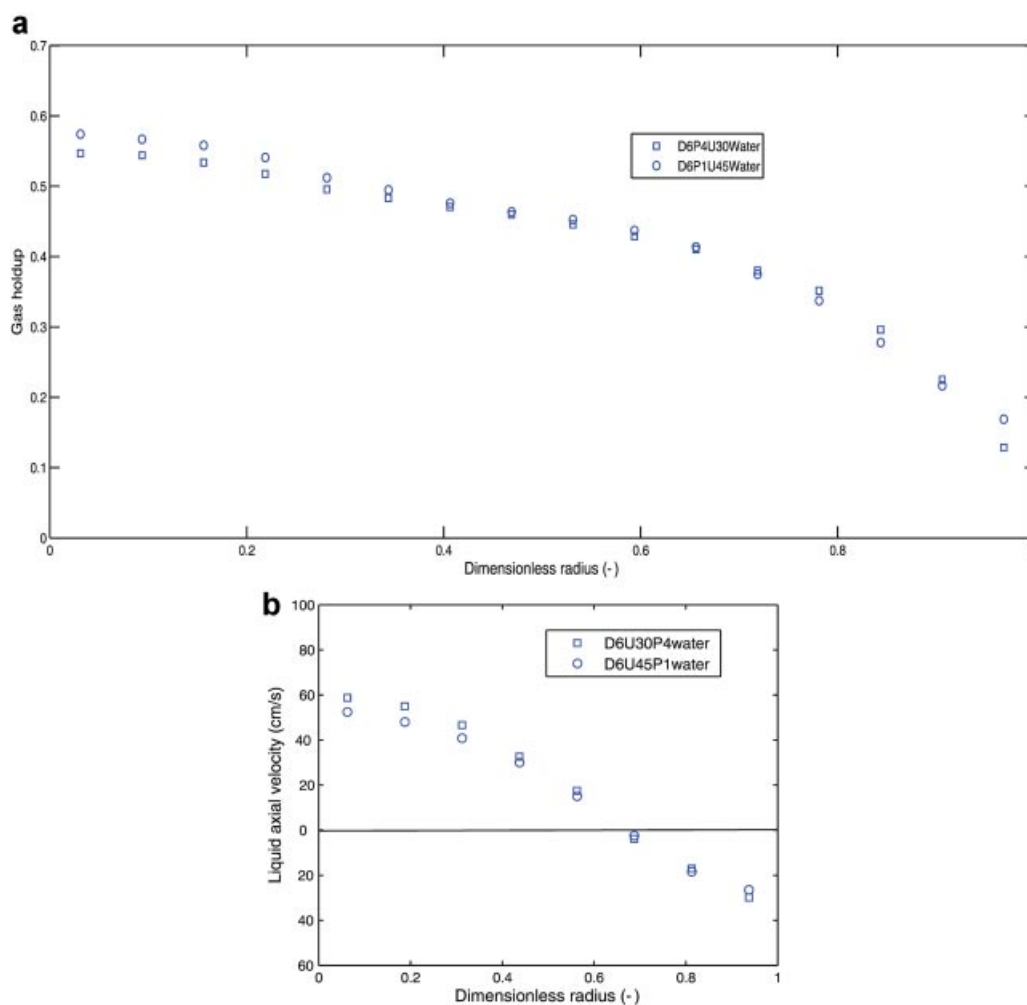 a
0.7
0.6
0.5
0.4
0.3
0.2
0.1
0
Gas holdup
D6P4U30Water
D6P1U45Water
0
0.2
0.4
0.6
0.8
Dimensionless radius (-)
b
100
80
60
40
20
0
20
40
60
Liquid axial velocity (cm/s)
D6U30P4water
D6U45P1water
0
0.2
0.4
0.6
0.8
1
Dimensionless radius (-)